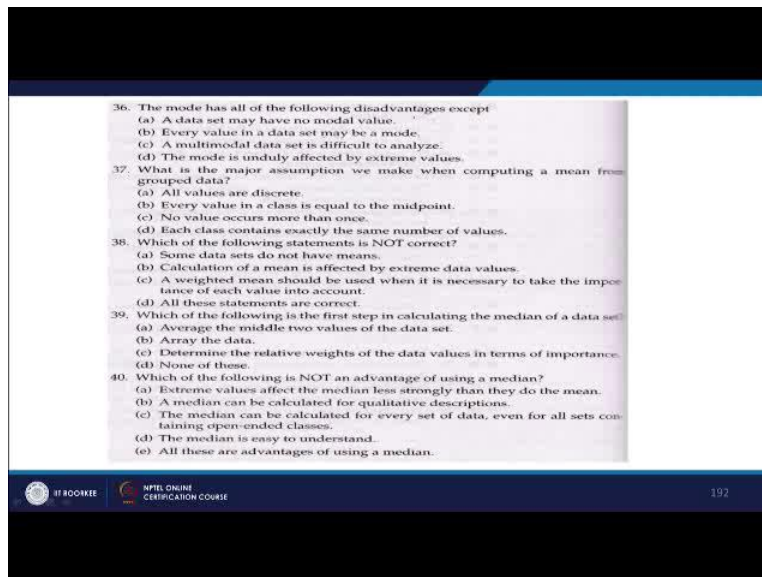 36. The mode has all of the following disadvantages except
(a) A data set may have no modal value.
(b) Every value in a data set may be a mode.
(c) A multimodal data set is difficult to analyze.
(d) The mode is unduly affected by extreme values.
37. What is the major assumption we make when computing a mean from
grouped data?
(a) All values are discrete.
(b) Every value in a class is equal to the midpoint.
(c) No value occurs more than once.
(d) Each class contains exactly the same number of values.
38. Which of the following statements is NOT correct?
(a) Some data sets do not have means.
(b) Calculation of a mean is affected by extreme data values.
(c) A weighted mean should be used when it is necessary to take the impor
tance of each value into account.
(d) All these statements are correct.
39. Which of the following is the first step in calculating the median of a data set?
(a) Average the middle two values of the data set.
(b) Array the data.
(c) Determine the relative weights of the data values in terms of importance.
(d) None of these.
40. Which of the following is NOT an advantage of using a median?
(a) Extreme values affect the median less strongly than they do the mean.
(b) A median can be calculated for qualitative descriptions.
(c) The median can be calculated for every set of data, even for all sets con
taining open-ended classes.
(d) The median is easy to understand.
(e) All these are advantages of using a median.
IIT ROORKEE
NPTEL ONLINE
CERTIFICATION COURSE
192